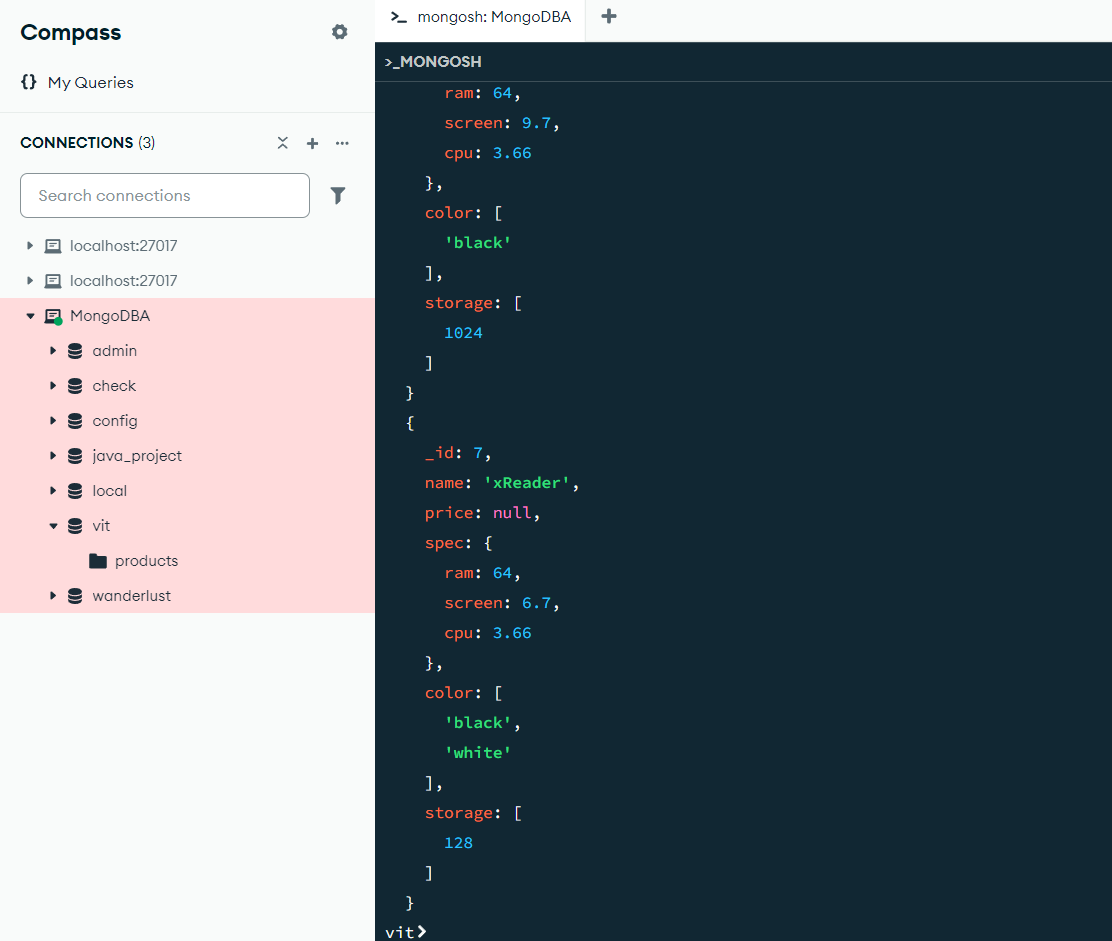 Compass
My Queries
CONNECTIONS (3)
Search connections
localhost:27017
localhost:27017
MongoDBA
admin
check
config
java_project
local
vit
products
wanderlust
>_ mongosh: MongoDBA
>_MONGOSH
ram: 64,
screen: 9.7,
cpu: 3.66
},
color: [
'black'
],
storage: [
1024
]
}
{
_id: 7,
name: 'xReader',
price: null,
spec: {
ram: 64,
screen: 6.7,
cpu: 3.66
},
color: [
'black',
'white'
],
storage: [
128
]
}
vit>